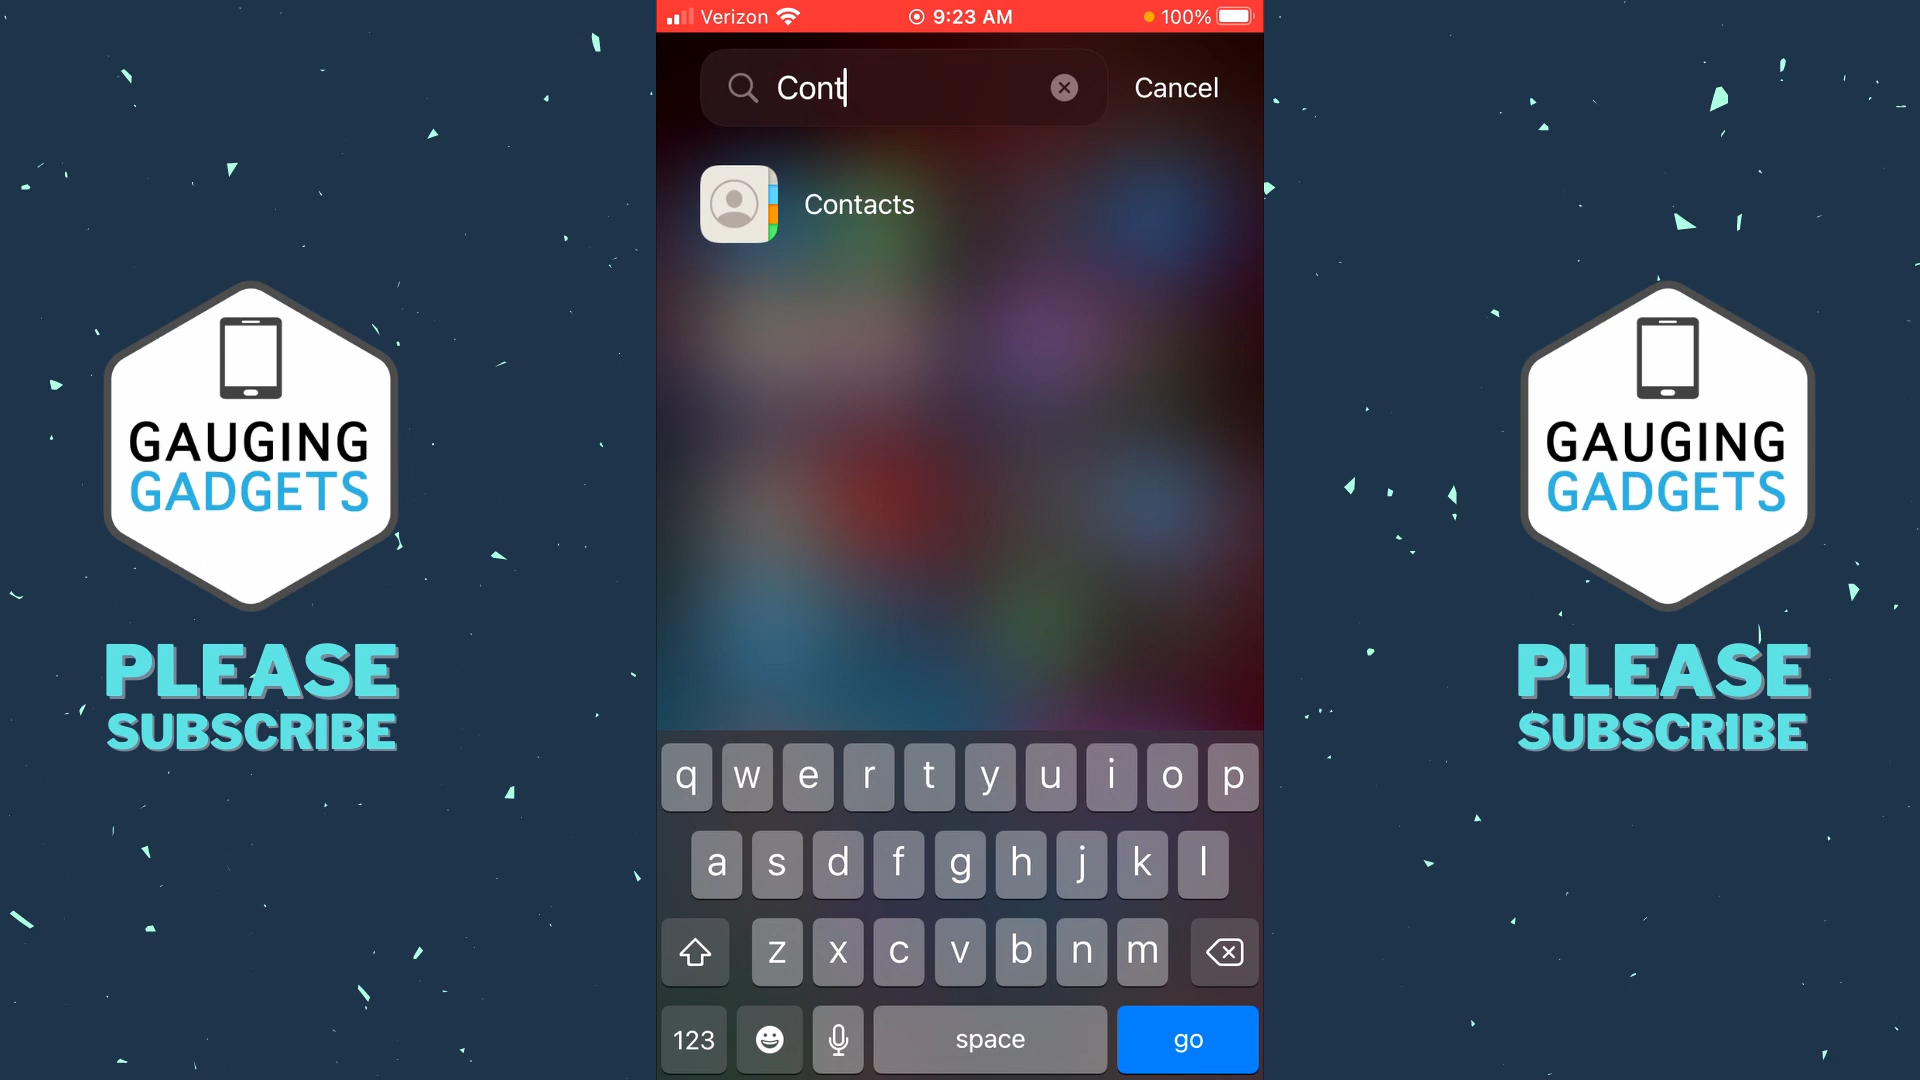 Verizon 9:23 AM 100%
Cont Cancel
Contacts
GAUGING
GADGETS
PLEASE
SUBSCRIBE
GAUGING
GADGETS
PLEASE
SUBSCRIBE
q w e r t y u i o p
a s d f g h j k l
z x c v b n m
123 space go